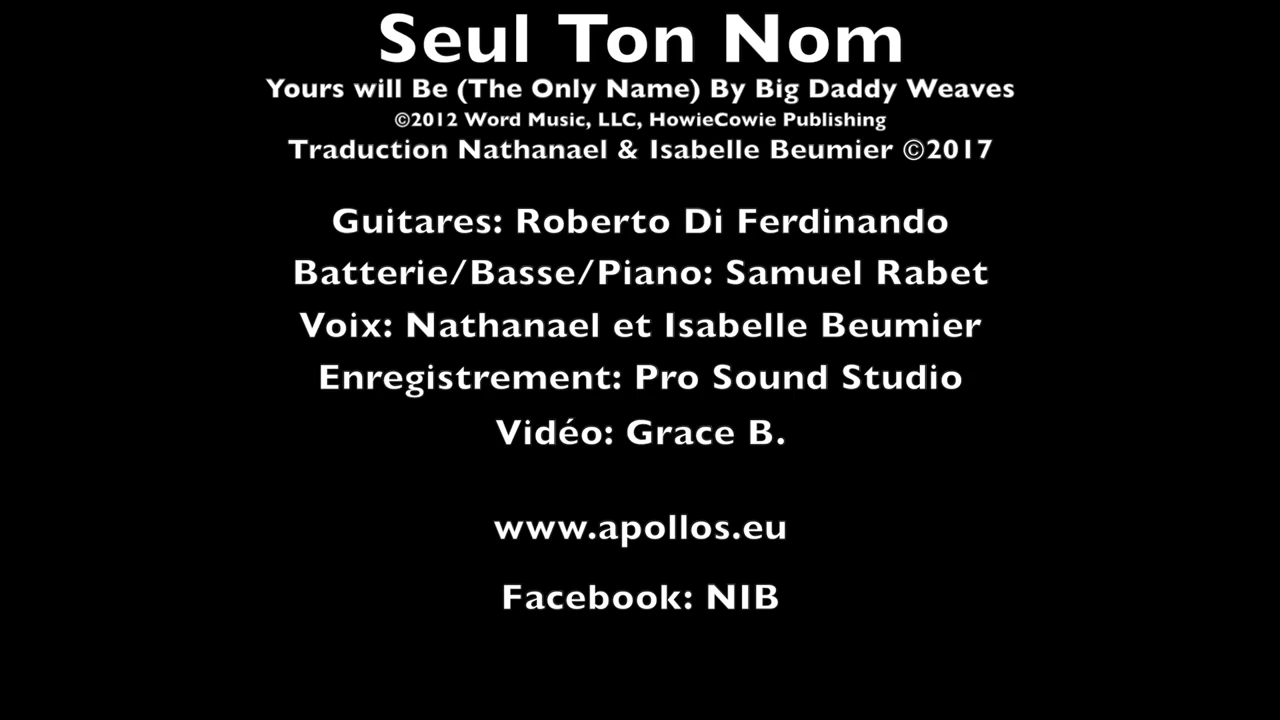 Seul Ton Nom
Yours will Be (The Only Name) By Big Daddy Weaves
©2012 Word Music, LLC, HowieCowie Publishing
Traduction Nathanael & Isabelle Beumier ©2017
Guitares: Roberto Di Ferdinando
Batterie/Basse/Piano: Samuel Rabet
Voix: Nathanael et Isabelle Beumier
Enregistrement: Pro Sound Studio
Vidéo: Grace B.
www.apollos.eu
Facebook: NIB